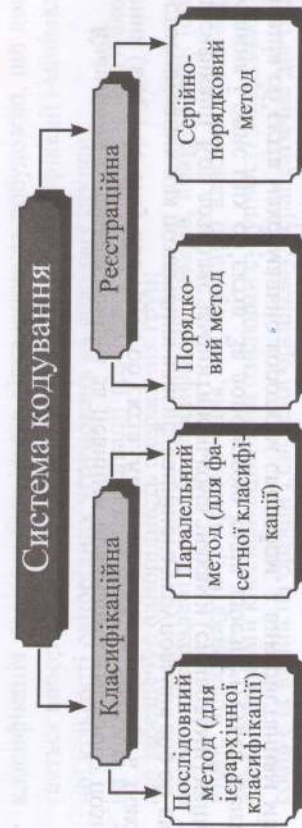 Система кодування
Класифікаційна
Реєстраційна
Послідовний
метод (для
ієрархічної
класифікації)
Паралельний
метод (для фа-
сетної класифі-
кації)
Порядко-
вий метод
Серійно-
порядковий
метод